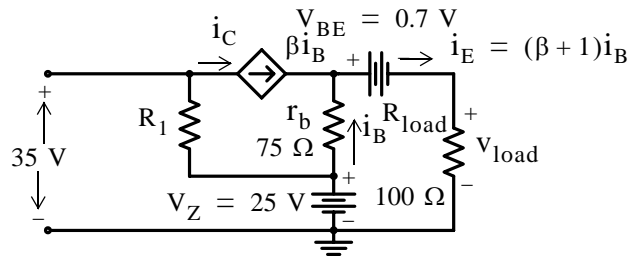 V_BE = 0.7 V
i_C
βi_B
i_E = (β + 1)i_B
+
+
R_1
r_b
75 Ω
i_B
R_load
+
v_load
−
35 V
−
+
V_Z = 25 V
−
100 Ω